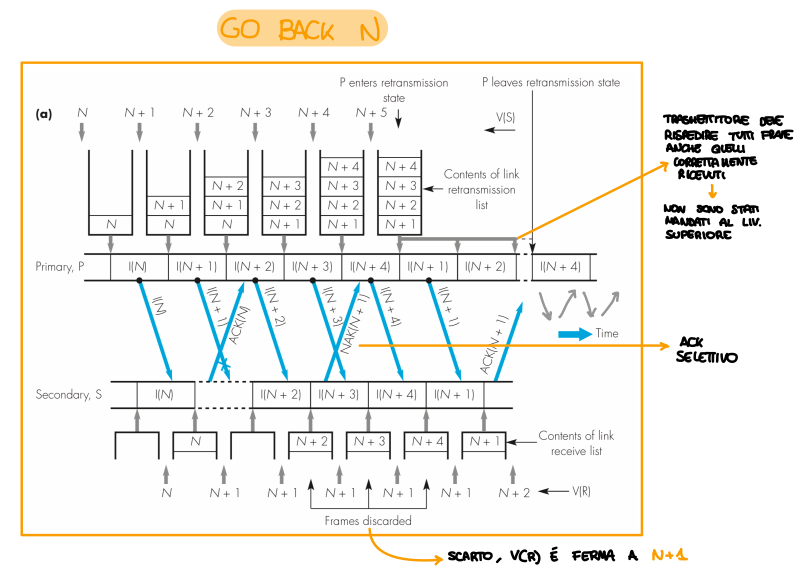 GO BACK N
P enters retransmission
state
P leaves retransmission state
(a)
N
N + 1
N + 2
N + 3
N + 4
N + 5
V(S)
N
N + 1
N
N + 2
N + 1
N
N + 3
N + 2
N + 1
N + 4
N + 3
N + 2
N + 1
N + 4
N + 3
N + 2
N + 1
Contents of link
retransmission
list
TRASMETTITORE DEVE
RISPEDIRE TUTTI FRAME
ANCHE QUELLI
CORRETTAMENTE
RICEVUTI
NON SONO STATI
MANDATI AL LIV.
SUPERIORE
Primary, P
I(N)
I(N + 1)
I(N + 2)
I(N + 3)
I(N + 4)
I(N + 1)
I(N + 2)
I(N + 4)
I(N)
I(N + 1)
ACK(N)
I(N + 2)
I(N + 3)
NAK(N + 1)
I(N + 4)
I(N + 1)
ACK(N + 1)
Time
ACK
SELETTIVO
Secondary, S
I(N)
I(N + 2)
I(N + 3)
I(N + 4)
I(N + 1)
N
N + 2
N + 3
N + 4
N + 1
Contents of link
receive list
N
N + 1
N + 1
N + 1
N + 1
N + 1
N + 2
V(R)
Frames discarded
SCARTO, V(R) É FERMA A N+1